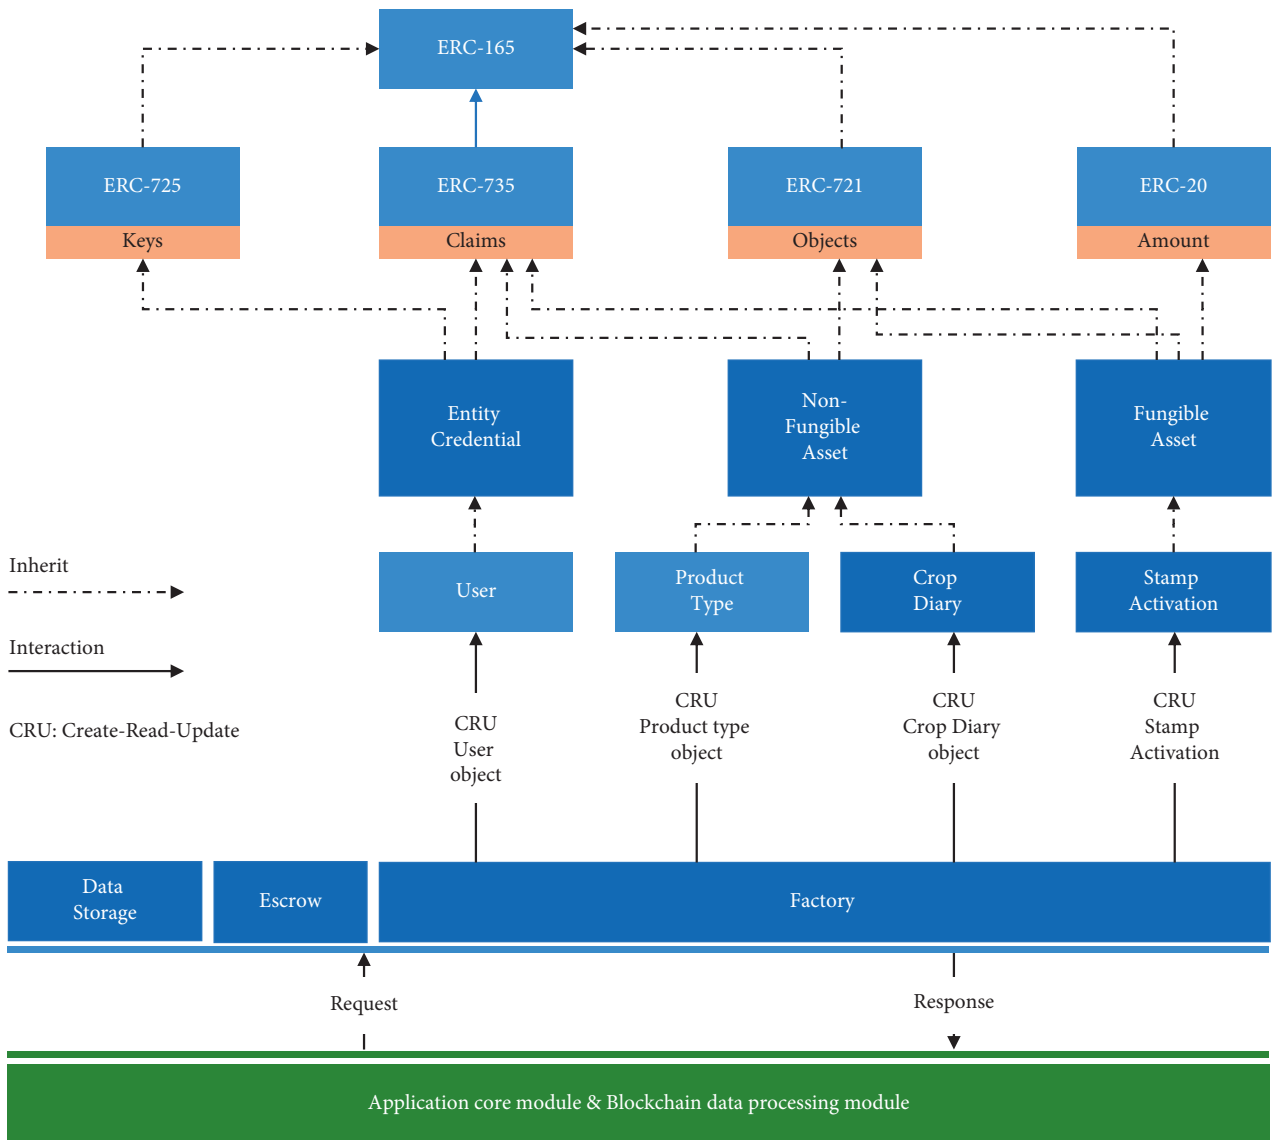 ERC-165
ERC-725
ERC-735
ERC-721
ERC-20
Keys
Claims
Objects
Amount
Entity
Credential
Non-
Fungible
Asset
Fungible
Asset
Inherit
User
Product
Type
Crop
Diary
Stamp
Activation
Interaction
CRU: Create-Read-Update
CRU
User
object
CRU
Product type
object
CRU
Crop Diary
object
CRU
Stamp
Activation
Data
Storage
Escrow
Factory
Request
Response
Application core module & Blockchain data processing module